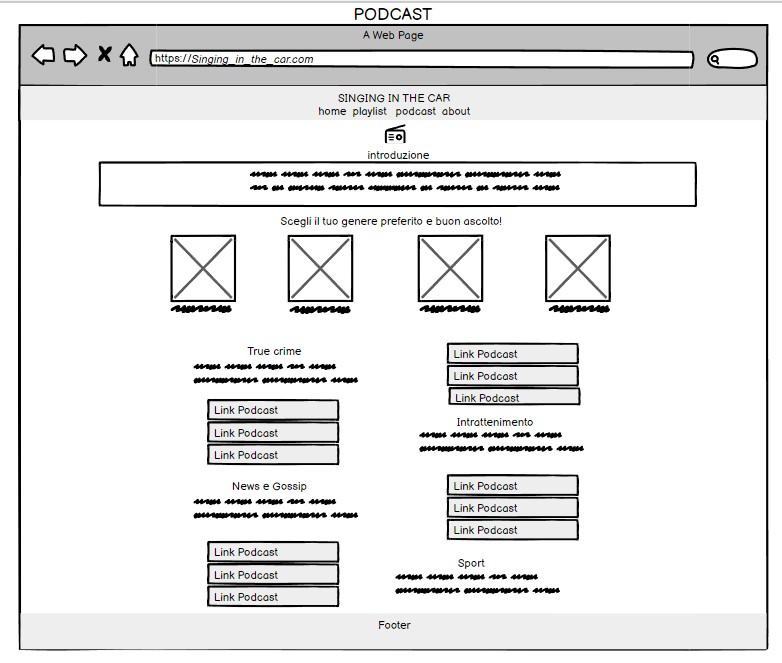 PODCAST
A Web Page
https://Singing_in_the_car.com
SINGING IN THE CAR
home playlist podcast about
introduzione
Scegli il tuo genere preferito e buon ascolto!
True crime
Link Podcast
Link Podcast
Link Podcast
News e Gossip
Link Podcast
Link Podcast
Link Podcast
Link Podcast
Link Podcast
Link Podcast
Intrattenimento
Link Podcast
Link Podcast
Link Podcast
Sport
Footer